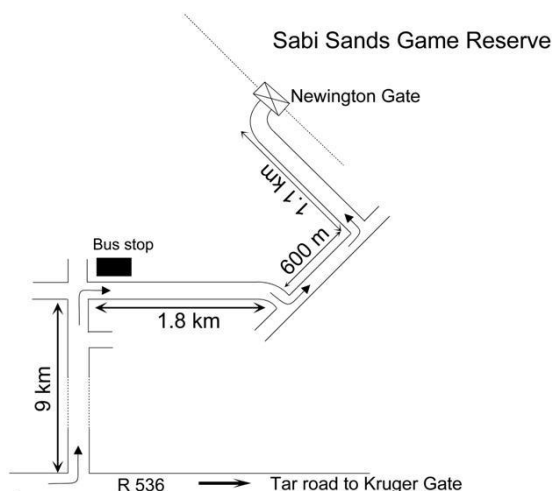 Sabi Sands Game Reserve
Newington Gate
1.1 km
600 m
Bus stop
1.8 km
9 km
R 536
Tar road to Kruger Gate